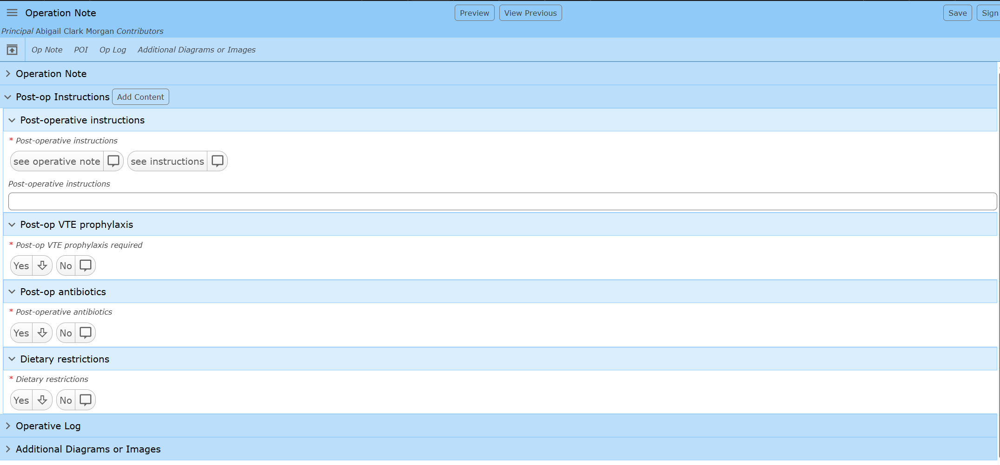 Operation Note Preview View Previous Save Sign
Principal Abigail Clark Morgan Contributors
Op Note POI Op Log Additional Diagrams or Images
Operation Note
Post-op Instructions Add Content
Post-operative instructions
* Post-operative instructions
see operative note see instructions
Post-operative instructions
Post-op VTE prophylaxis
* Post-op VTE prophylaxis required
Yes No
Post-op antibiotics
* Post-operative antibiotics
Yes No
Dietary restrictions
* Dietary restrictions
Yes No
Operative Log
Additional Diagrams or Images